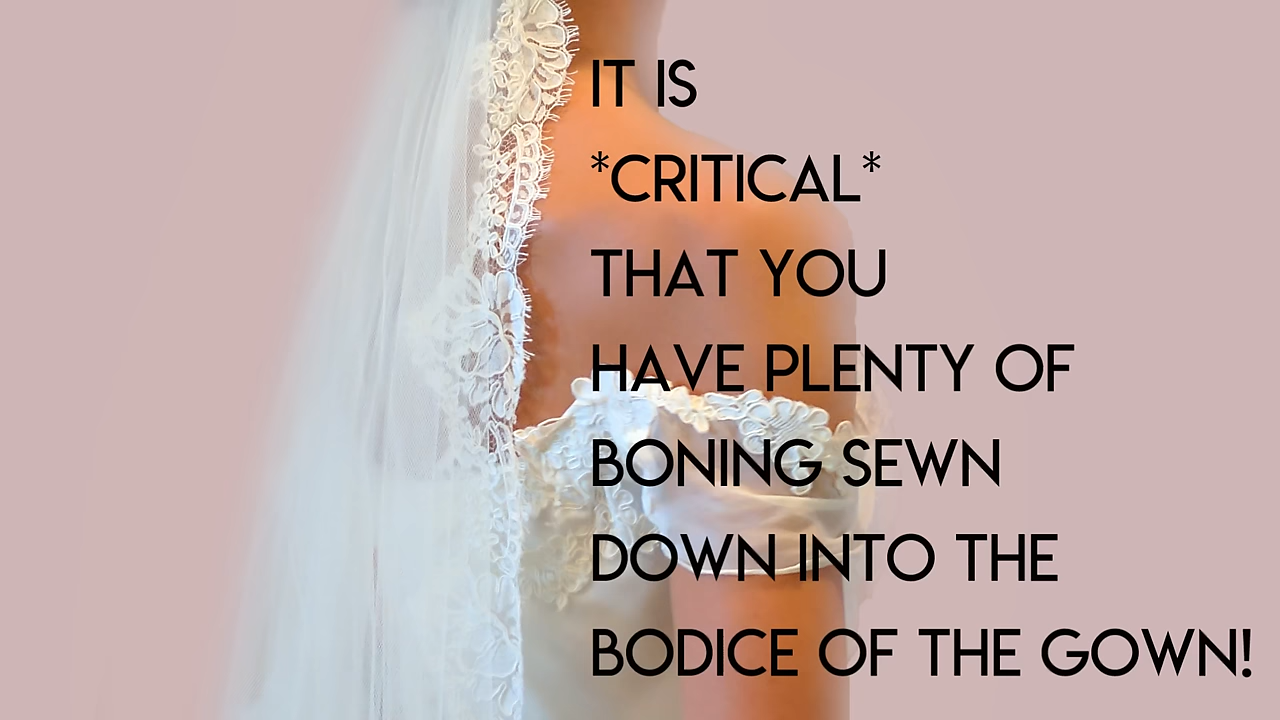 IT IS
*CRITICAL*
THAT YOU
HAVE PLENTY OF
BONING SEWN
DOWN INTO THE
BODICE OF THE GOWN!